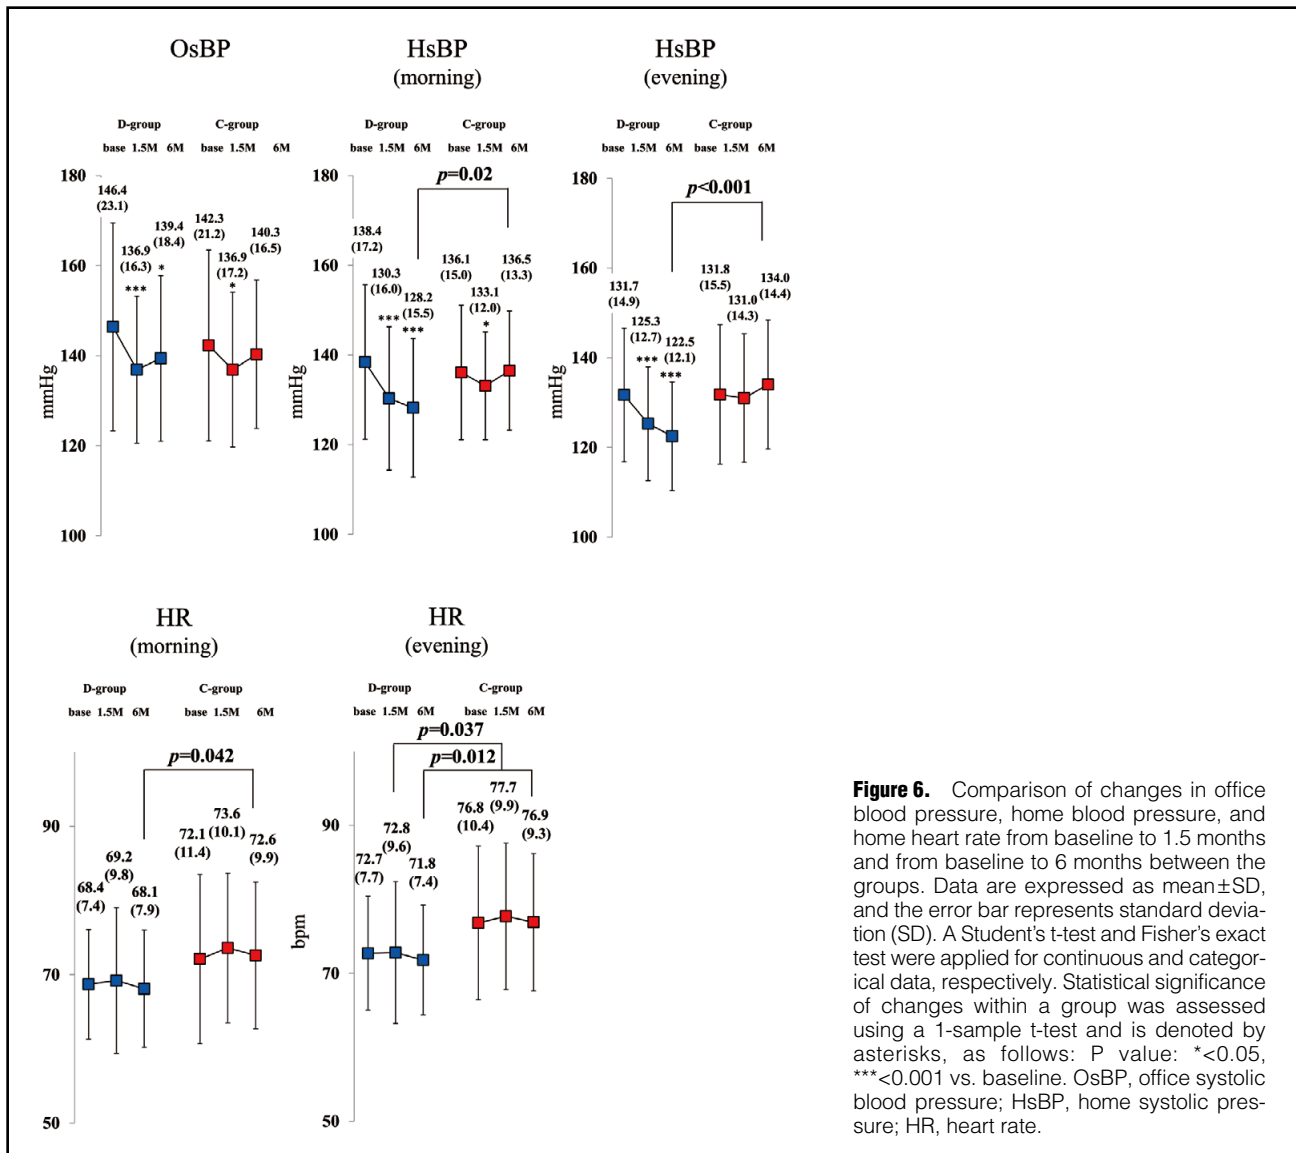 OsBP
D-group C-group
base 1.5M 6M base 1.5M 6M
180
160
140
120
100
mmHg
146.4
(23.1)
136.9
(16.3)
***
139.4
(18.4)
*
142.3
(21.2)
136.9
(17.2)
*
140.3
(16.5)
HsBP
(morning)
D-group C-group
base 1.5M 6M base 1.5M 6M
p=0.02
180
160
140
120
100
mmHg
138.4
(17.2)
130.3
(16.0)
***
128.2
(15.5)
***
136.1
(15.0)
133.1
(12.0)
*
136.5
(13.3)
HsBP
(evening)
D-group C-group
base 1.5M 6M base 1.5M 6M
p<0.001
180
160
140
120
100
mmHg
131.7
(14.9)
125.3
(12.7)
***
122.5
(12.1)
***
131.8
(15.5)
131.0
(14.3)
134.0
(14.4)
HR
(morning)
D-group C-group
base 1.5M 6M base 1.5M 6M
p=0.042
90
70
50
68.4
(7.4)
69.2
(9.8)
68.1
(7.9)
72.1
(11.4)
73.6
(10.1)
72.6
(9.9)
HR
(evening)
D-group C-group
base 1.5M 6M base 1.5M 6M
p=0.037
p=0.012
90
70
50
bpm
72.7
(7.7)
72.8
(9.6)
71.8
(7.4)
76.8
(10.4)
77.7
(9.9)
76.9
(9.3)
Figure 6. Comparison of changes in office
blood pressure, home blood pressure, and
home heart rate from baseline to 1.5 months
and from baseline to 6 months between the
groups. Data are expressed as mean±SD,
and the error bar represents standard devia-
tion (SD). A Student's t-test and Fisher's exact
test were applied for continuous and categor-
ical data, respectively. Statistical significance
of changes within a group was assessed
using a 1-sample t-test and is denoted by
asterisks, as follows: P value: *<0.05,
***<0.001 vs. baseline. OsBP, office systolic
blood pressure; HsBP, home systolic pres-
sure; HR, heart rate.